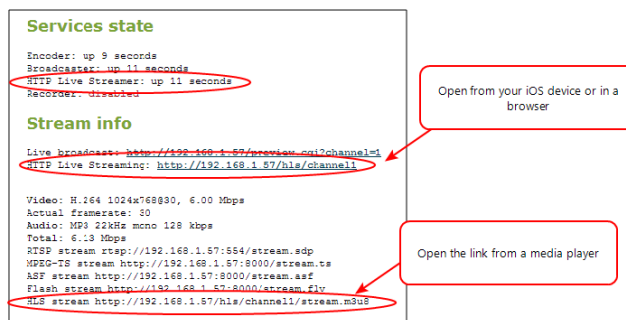 Services state
Encoder: up 9 seconds
Broadcaster: up 11 seconds
HTTP Live Streamer: up 11 seconds
Recorder: disabled
Open from your iOS device or in a
browser
Stream info
Live broadcast: http://192.168.1.57/preview.cgi?channel=1
HTTP Live Streaming: http://192.168.1.57/hls/channel1
Video: H.264 1024x768@30, 6.00 Mbps
Actual framerate: 30
Audio: MP3 22kHz mono 128 kbps
Total: 6.13 Mbps
RTSP stream rtsp://192.168.1.57:554/stream.sdp
MPEG-TS stream http://192.168.1.57:8000/stream.ts
ASF stream http://192.168.1.57:8000/stream.asf
Flash stream http://192.168.1.57:8000/stream.flv
HLS stream http://192.168.1.57/hls/channel1/stream.m3u8
Open the link from a media player